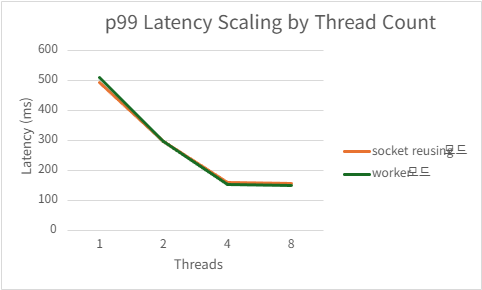 p99 Latency Scaling by Thread Count
600
500
400
300
200
100
0
Latency (ms)
1 2 4 8
Threads
socket reusing모드
worker모드